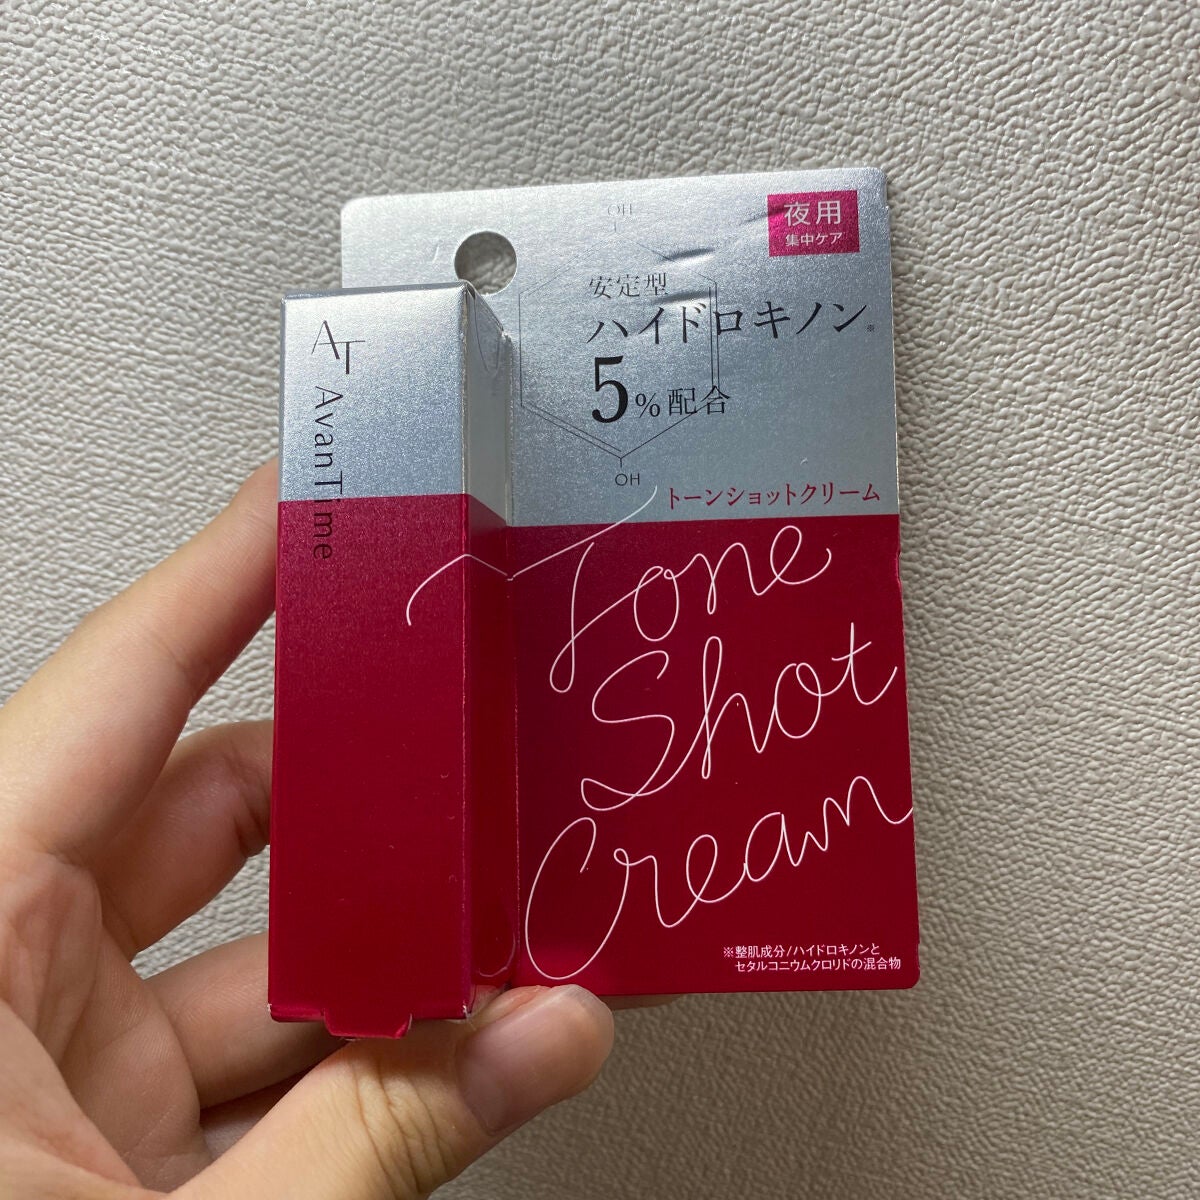 AT
AvanTime
夜用
集中ケア
OH
安定型
ハイドロキノン※
5%配合
OH
トーンショットクリーム
Tone
Shot
Cream
※整肌成分/ハイドロキノンと
セタルコニウムクロリドの混合物